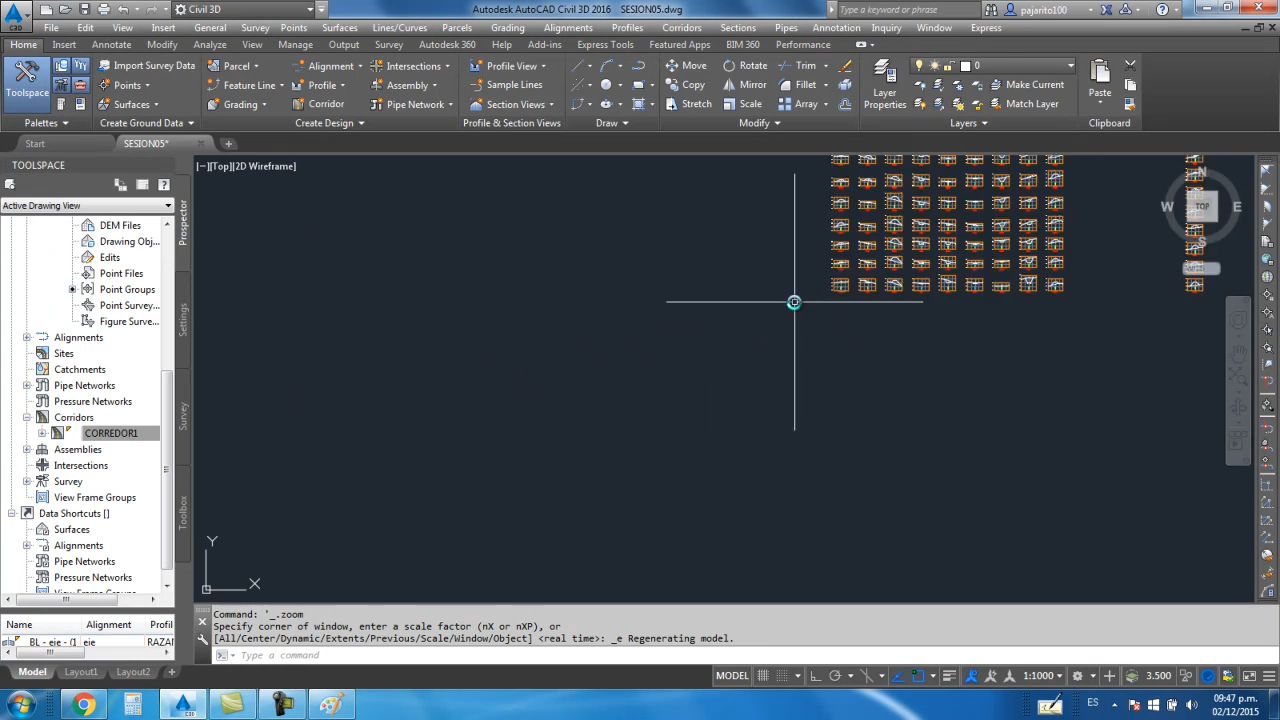 C3D
Civil 3D
Autodesk AutoCAD Civil 3D 2016 SESION05.dwg
Type a keyword or phrase
pajarito100
File Edit View Insert General Survey Points Surfaces Lines/Curves Parcels Grading Alignments Profiles Corridors Sections Pipes Annotation Inquiry Window Express
Home Insert Annotate Modify Analyze View Manage Output Survey Autodesk 360 Help Add-ins Express Tools Featured Apps BIM 360 Performance
Import Survey Data Parcel Alignment Intersections Profile View Move Rotate Trim 0
Toolspace Points Feature Line Profile Assembly Sample Lines Copy Mirror Fillet Layer Properties Make Current Paste
Surfaces Grading Corridor Pipe Network Section Views Stretch Scale Array Match Layer
Palettes Create Ground Data Create Design Profile & Section Views Draw Modify Layers Clipboard
Start SESION05*
TOOLSPACE
[−][Top][2D Wireframe]
Active Drawing View
DEM Files
Drawing Obj...
Edits
Point Files
Point Groups
Point Survey...
Figure Surve...
Alignments
Sites
Catchments
Pipe Networks
Pressure Networks
Corridors
CORREDOR1
Assemblies
Intersections
Survey
View Frame Groups
Data Shortcuts []
Surfaces
Alignments
Pipe Networks
Pressure Networks
Prospector
Settings
Survey
Toolbox
N
W TOP E
S
Y
X
Name Alignment Profil
BL - eie - (1 eie RAZAN
Command: '_.zoom
Specify corner of window, enter a scale factor (nX or nXP), or
[All/Center/Dynamic/Extents/Previous/Scale/Window/Object] <real time>: _e Regenerating model.
Type a command
Model Layout1 Layout2 +
MODEL 1:1000 3.500
ES 09:47 p.m.
02/12/2015